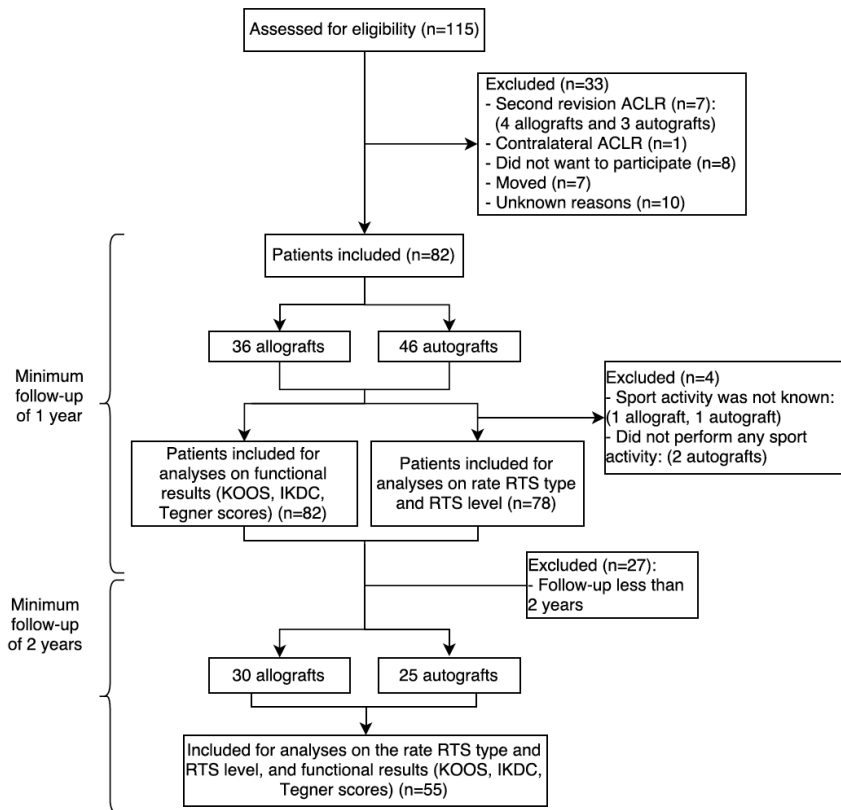 Assessed for eligibility (n=115)
Excluded (n=33)
- Second revision ACLR (n=7):
(4 allografts and 3 autografts)
- Contralateral ACLR (n=1)
- Did not want to participate (n=8)
- Moved (n=7)
- Unknown reasons (n=10)
Patients included (n=82)
36 allografts
46 autografts
Minimum
follow-up
of 1 year
Excluded (n=4)
- Sport activity was not known:
(1 allograft, 1 autograft)
- Did not perform any sport
activity: (2 autografts)
Patients included for
analyses on functional
results (KOOS, IKDC,
Tegner scores) (n=82)
Patients included for
analyses on rate RTS type
and RTS level (n=78)
Excluded (n=27):
- Follow-up less than
2 years
Minimum
follow-up
of 2 years
30 allografts
25 autografts
Included for analyses on the rate RTS type and
RTS level, and functional results (KOOS, IKDC,
Tegner scores) (n=55)